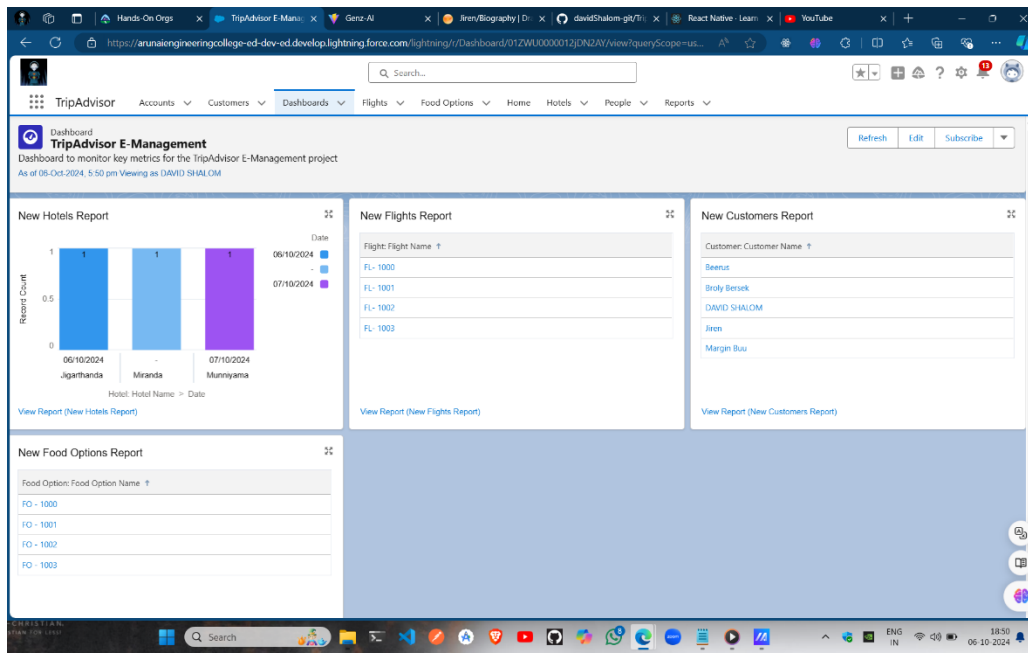 Hands-On Orgs
TripAdvisor E-Manag
Genz-AI
Jiren/Biography | Dr
davidShalom-git/Trip
React Native · Learn
YouTube
https://arunaiengineeringcollege-ed-dev-ed.develop.lightning.force.com/lightning/r/Dashboard/01ZWU0000012jDN2AY/view?queryScope=us...
Search...
13
TripAdvisor Accounts Customers Dashboards Flights Food Options Home Hotels People Reports
Dashboard
TripAdvisor E-Management
Dashboard to monitor key metrics for the TripAdvisor E-Management project
As of 06-Oct-2024, 5:50 pm Viewing as DAVID SHALOM
Refresh Edit Subscribe
New Hotels Report
Date
06/10/2024
-
07/10/2024
Record Count
1
0.5
0
1 1 1
06/10/2024 - 07/10/2024
Jigarthanda Miranda Munniyama
Hotel: Hotel Name > Date
View Report (New Hotels Report)
New Flights Report
Flight: Flight Name ↑
FL- 1000
FL- 1001
FL- 1002
FL- 1003
View Report (New Flights Report)
New Customers Report
Customer: Customer Name ↑
Beerus
Broly Bersek
DAVID SHALOM
Jiren
Margin Buu
View Report (New Customers Report)
New Food Options Report
Food Option: Food Option Name ↑
FO - 1000
FO - 1001
FO - 1002
FO - 1003
Search
ENG
IN
18:50
06-10-2024